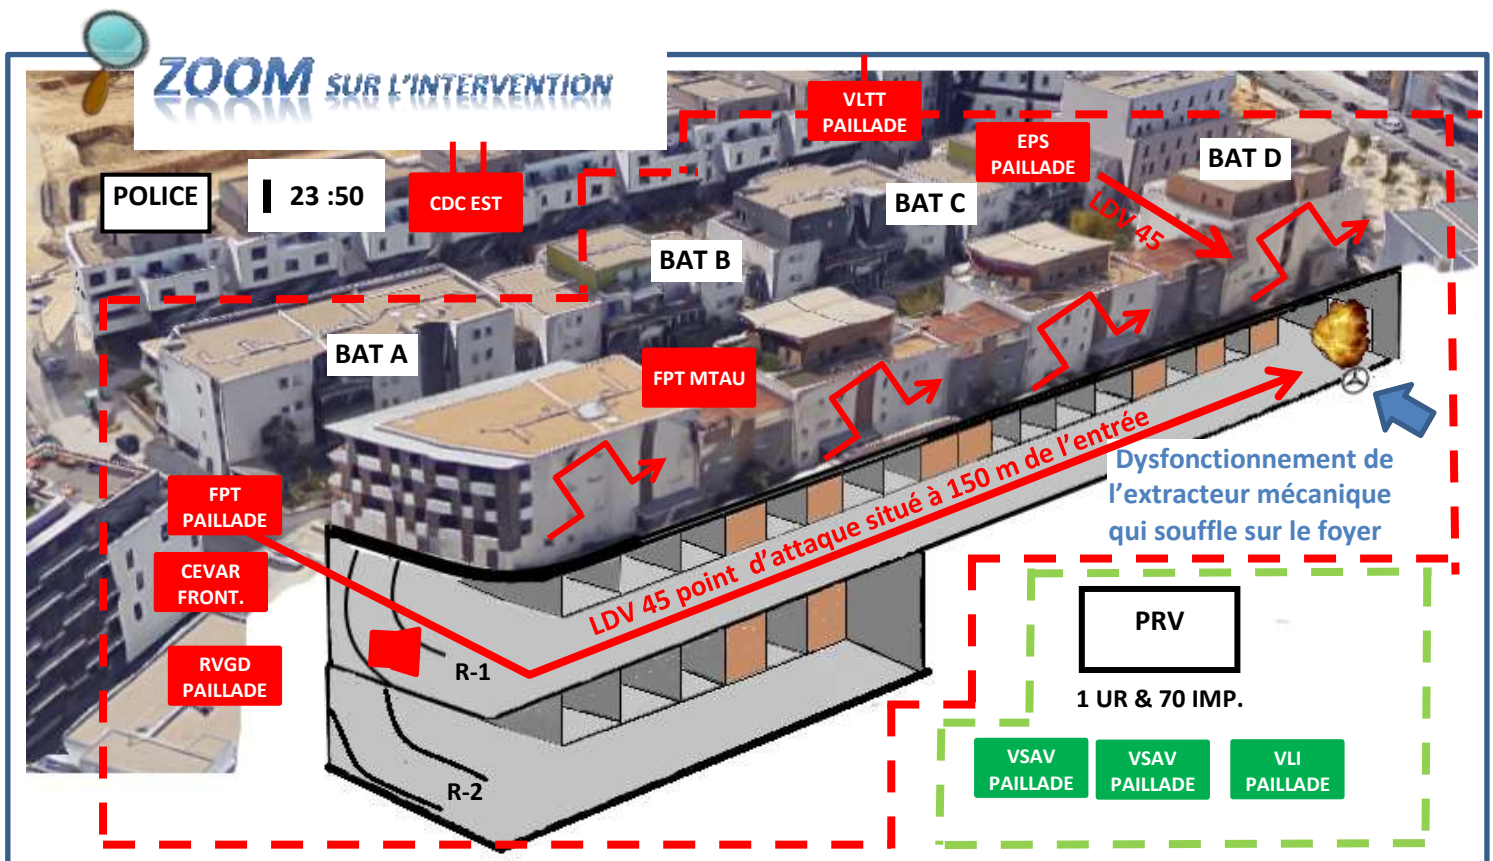 ZOOM SUR L'INTERVENTION
VLTT
PAILLADE
EPS
PAILLADE
BAT D
POLICE
23 :50
CDC EST
BAT C
LDV 45
BAT B
BAT A
FPT MTAU
FPT
PAILLADE
CEVAR
FRONT.
RVGD
PAILLADE
LDV 45 point d'attaque situé à 150 m de l'entrée
Dysfonctionnement de
l'extracteur mécanique
qui souffle sur le foyer
R-1
R-2
PRV
1 UR & 70 IMP.
VSAV
PAILLADE
VSAV
PAILLADE
VLI
PAILLADE